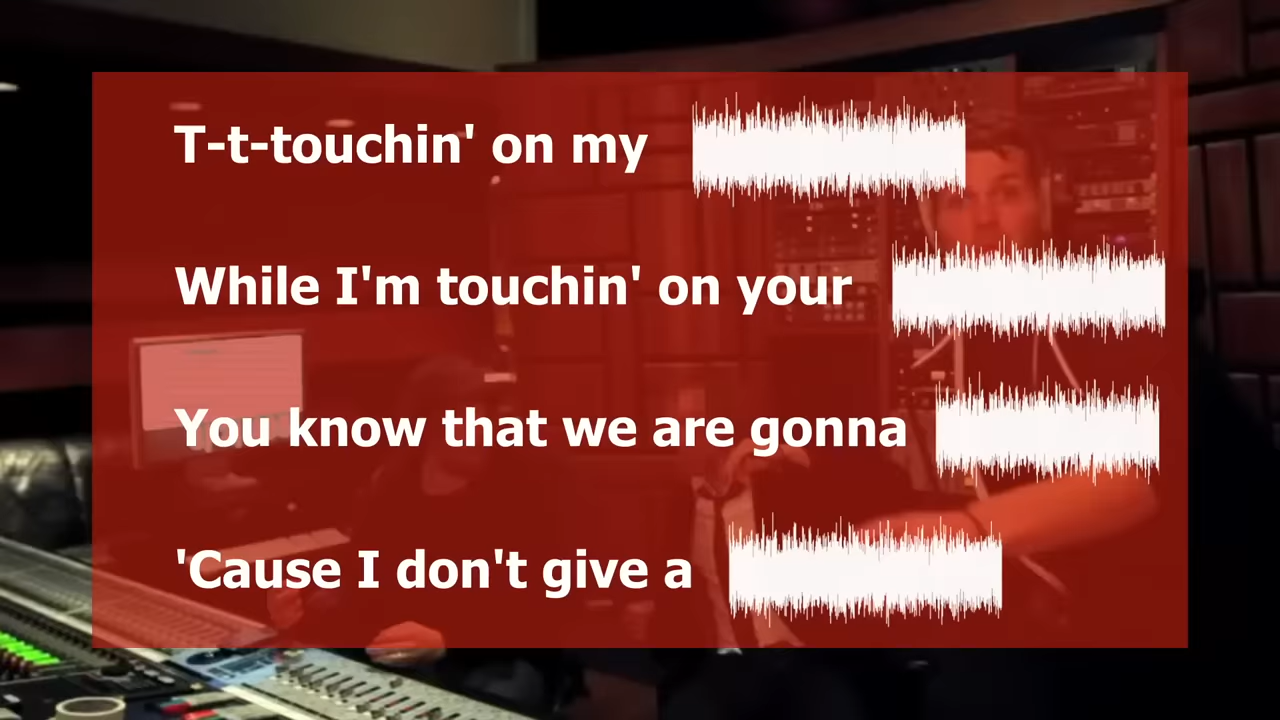 T-t-touchin' on my
While I'm touchin' on your
You know that we are gonna
'Cause I don't give a